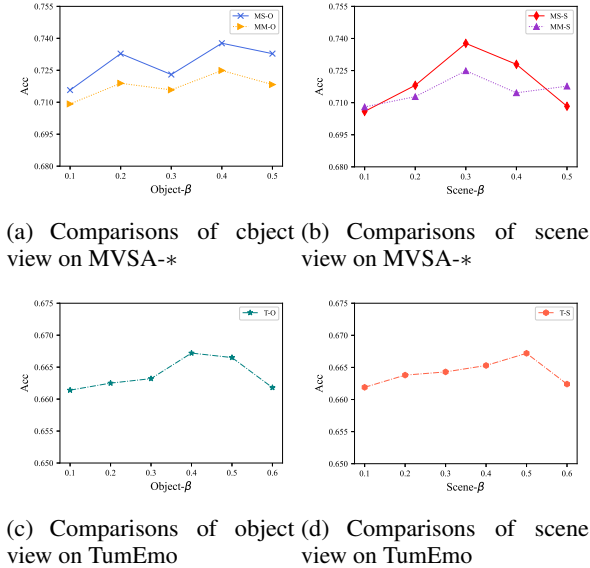 MS-O
MM-O
0.755
0.740
0.725
0.710
0.695
0.680
Acc
0.1 0.2 0.3 0.4 0.5
Object-β
(a) Comparisons of cbject
view on MVSA-∗
MS-S
MM-S
0.755
0.740
0.725
0.710
0.695
0.680
Acc
0.1 0.2 0.3 0.4 0.5
Scene-β
(b) Comparisons of scene
view on MVSA-∗
T-O
0.675
0.670
0.665
0.660
0.655
0.650
Acc
0.1 0.2 0.3 0.4 0.5 0.6
Object-β
(c) Comparisons of object
view on TumEmo
T-S
0.675
0.670
0.665
0.660
0.655
0.650
Acc
0.1 0.2 0.3 0.4 0.5 0.6
Scene-β
(d) Comparisons of scene
view on TumEmo